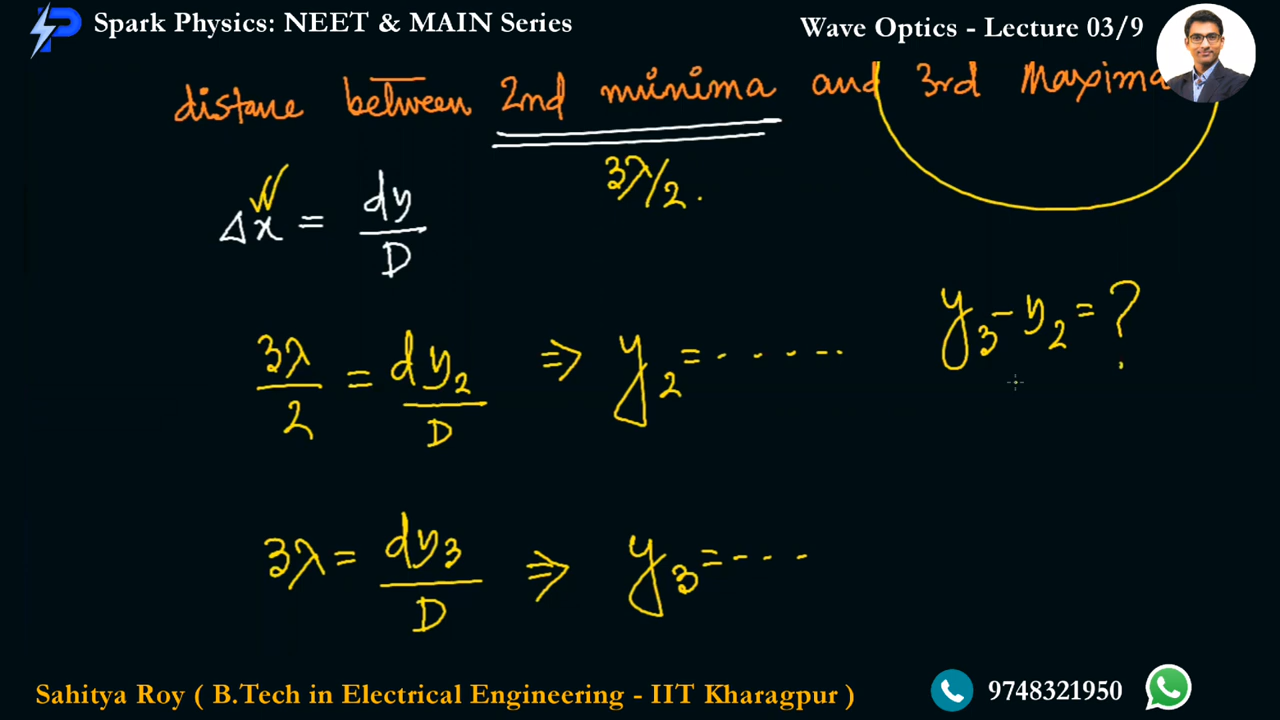 Spark Physics: NEET & MAIN Series
Wave Optics - Lecture 03/9
distane between 2nd minima and 3rd Maxima
3λ/2.
Δx = dy/D
y₃ - y₂ = ?
3λ/2 = dy₂/D ⇒ y₂ = - - - - -
3λ = dy₃/D ⇒ y₃ = - - - -
Sahitya Roy ( B.Tech in Electrical Engineering - IIT Kharagpur )
9748321950